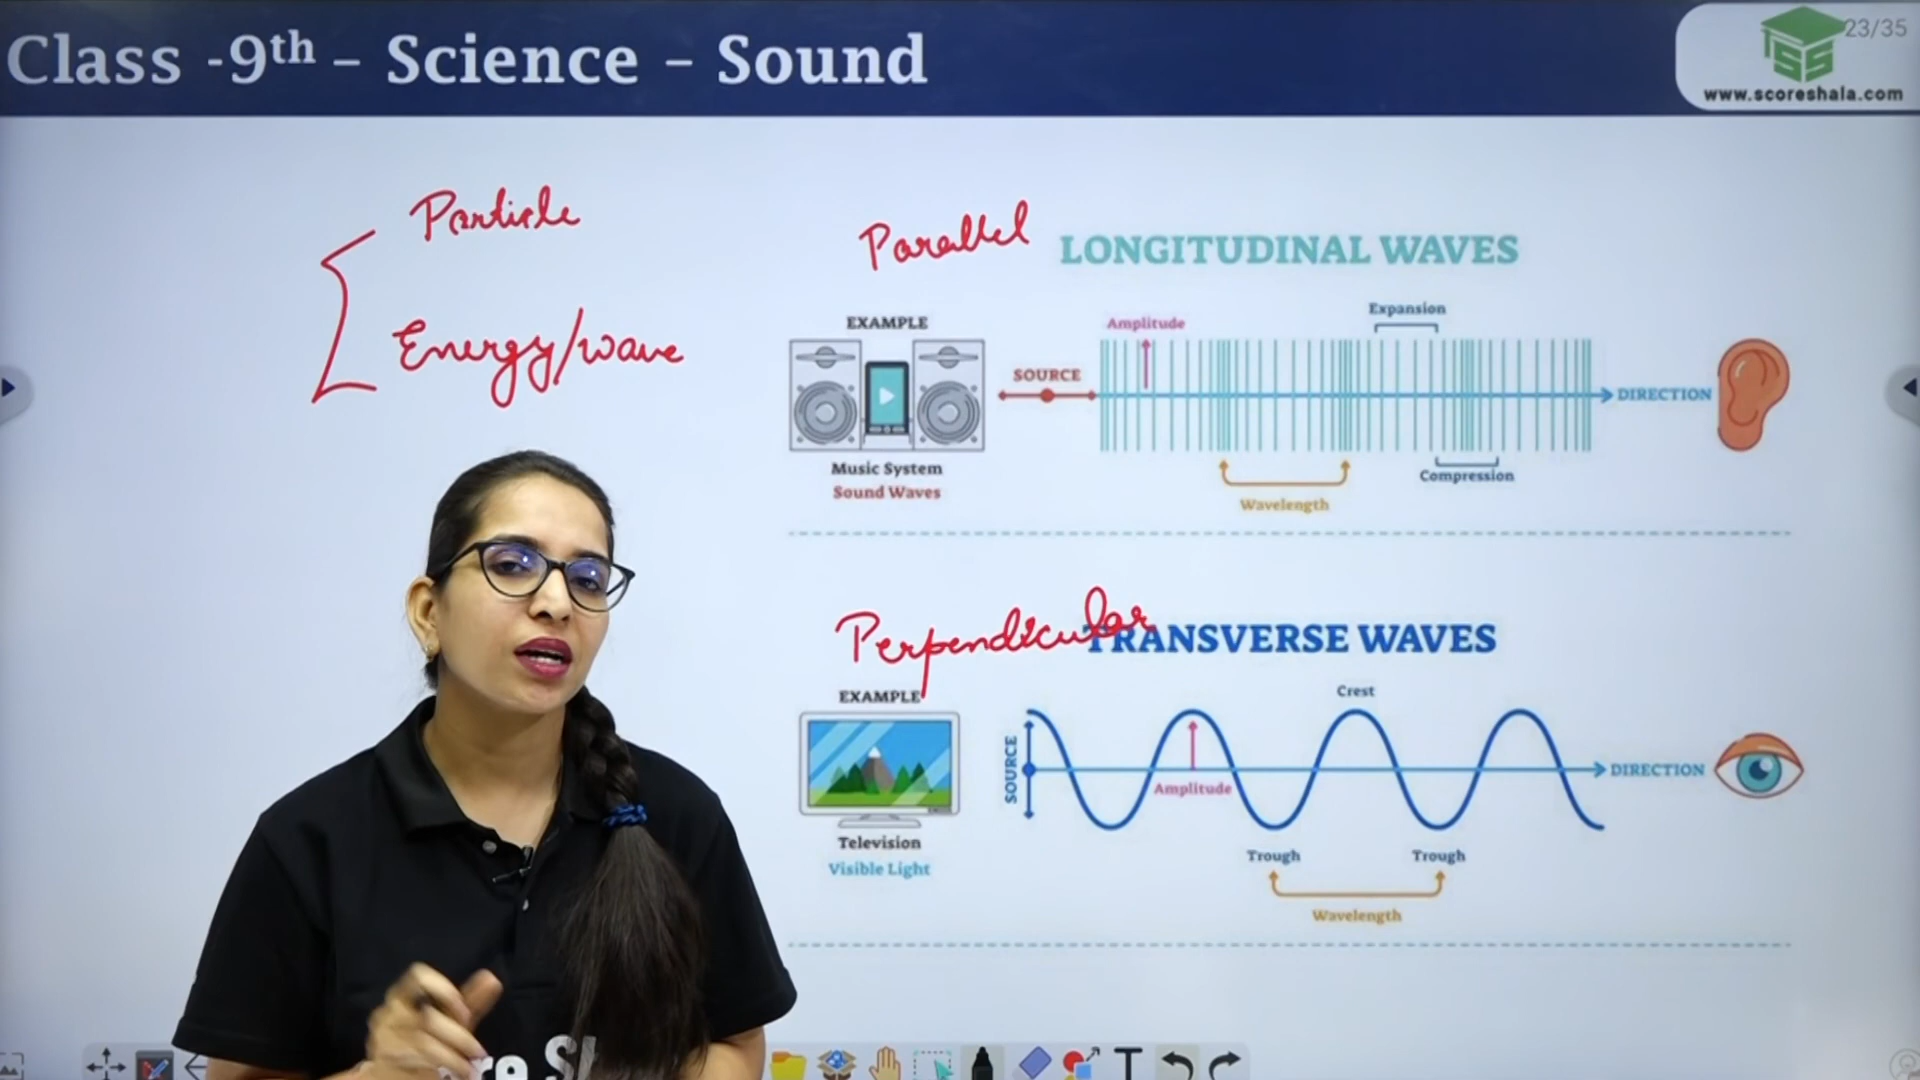 Class -9th – Science – Sound
23/35
www.scoreshala.com
Particle
Energy/wave
Parallel
LONGITUDINAL WAVES
EXAMPLE
Music System
Sound Waves
SOURCE
Amplitude
Expansion
DIRECTION
Wavelength
Compression
Perpendicular
TRANSVERSE WAVES
EXAMPLE
Television
Visible Light
SOURCE
Amplitude
Crest
DIRECTION
Trough
Trough
Wavelength